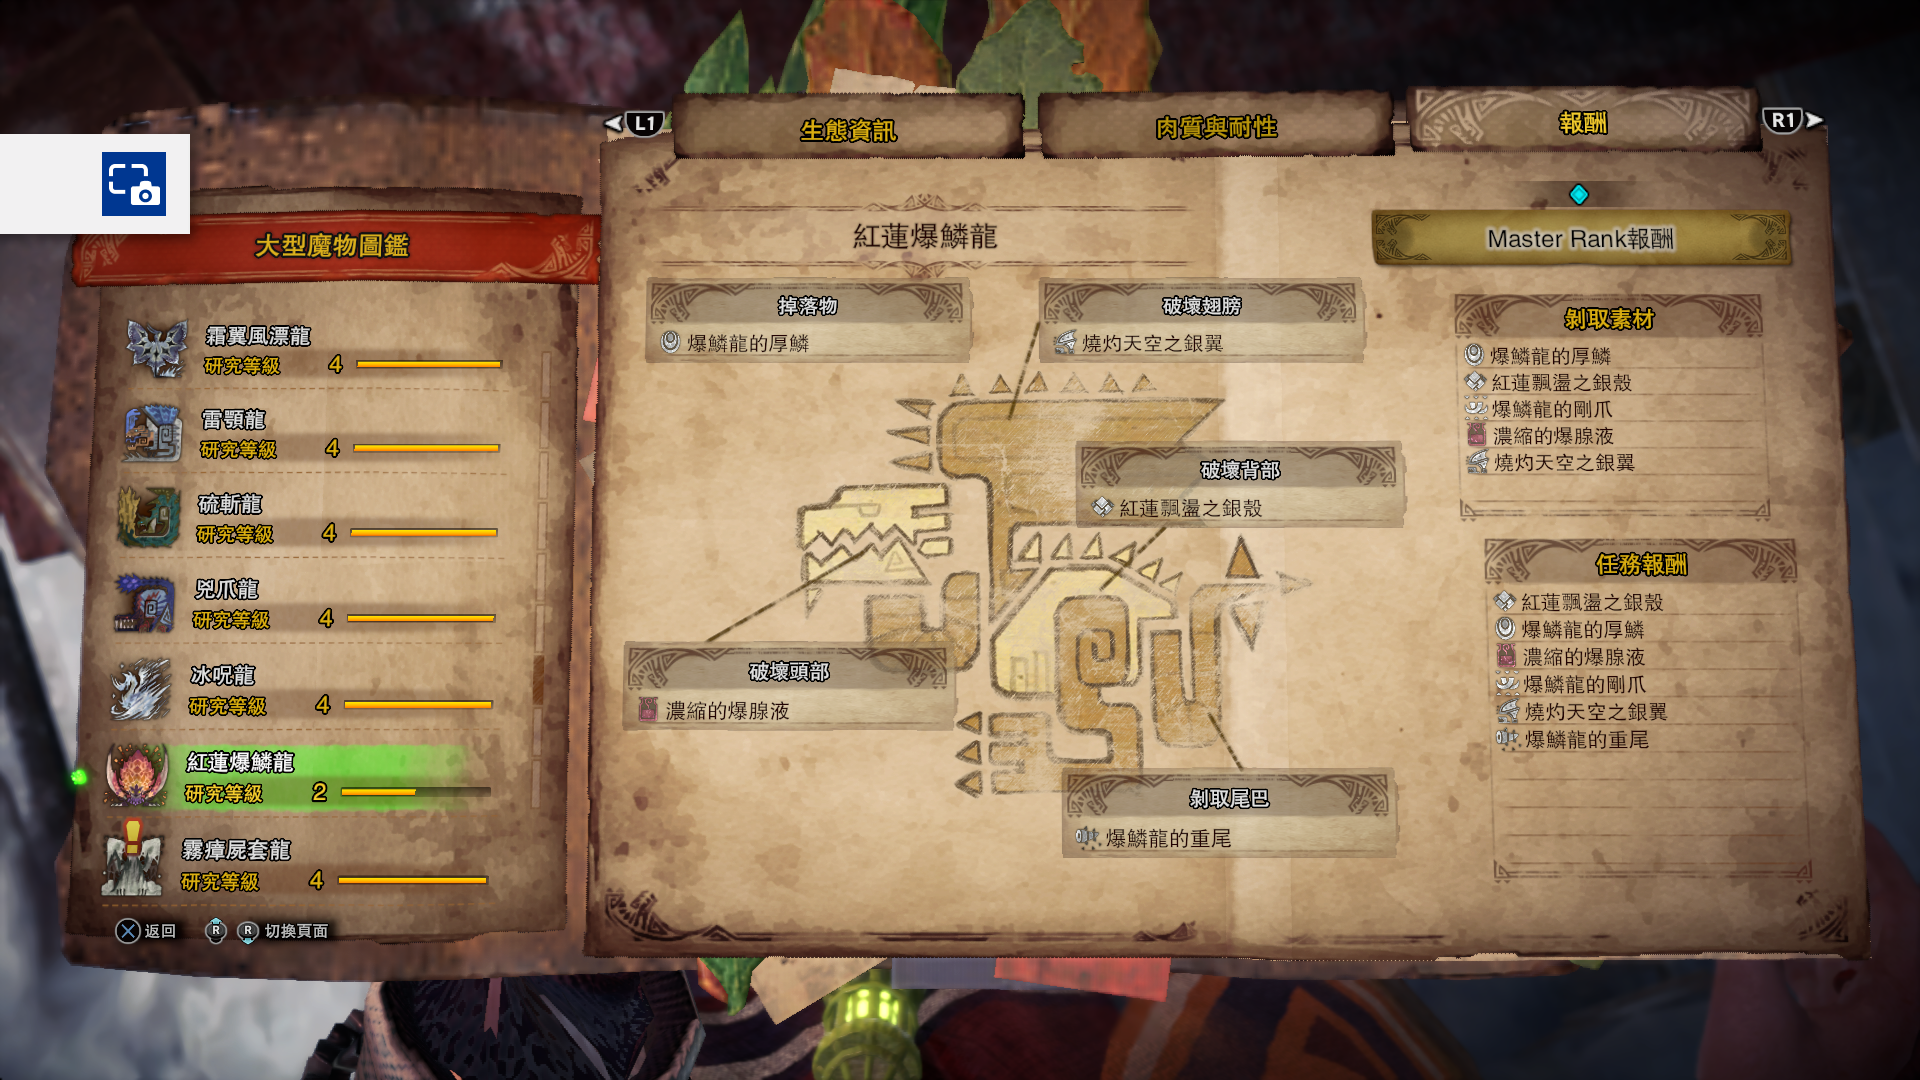 L1
生態資訊
肉質與耐性
報酬
R1
大型魔物圖鑑
霜翼風漂龍
研究等級 4
雷顎龍
研究等級 4
硫斬龍
研究等級 4
兇爪龍
研究等級 4
冰呪龍
研究等級 4
紅蓮爆鱗龍
研究等級 2
霧瘴屍套龍
研究等級 4
返回
R R 切換頁面
紅蓮爆鱗龍
掉落物
爆鱗龍的厚鱗
破壞翅膀
燒灼天空之銀翼
破壞背部
紅蓮飄盪之銀殼
破壞頭部
濃縮的爆腺液
剝取尾巴
爆鱗龍的重尾
Master Rank報酬
剝取素材
爆鱗龍的厚鱗
紅蓮飄盪之銀殼
爆鱗龍的剛爪
濃縮的爆腺液
燒灼天空之銀翼
任務報酬
紅蓮飄盪之銀殼
爆鱗龍的厚鱗
濃縮的爆腺液
爆鱗龍的剛爪
燒灼天空之銀翼
爆鱗龍的重尾